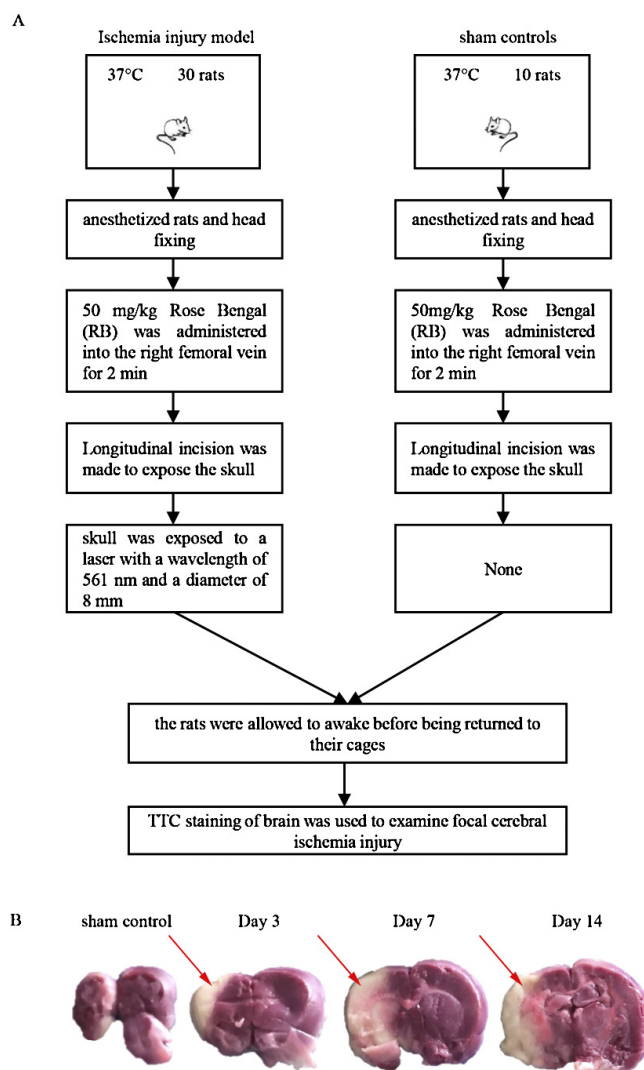 A
Ischemia injury model
sham controls
37°C 30 rats
37°C 10 rats
anesthetized rats and head
fixing
anesthetized rats and head
fixing
50 mg/kg Rose Bengal
(RB) was administered
into the right femoral vein
for 2 min
50mg/kg Rose Bengal
(RB) was administered
into the right femoral vein
for 2 min
Longitudinal incision was
made to expose the skull
Longitudinal incision was
made to expose the skull
skull was exposed to a
laser with a wavelength of
561 nm and a diameter of
8 mm
None
the rats were allowed to awake before being returned to
their cages
TTC staining of brain was used to examine focal cerebral
ischemia injury
B
sham control
Day 3
Day 7
Day 14